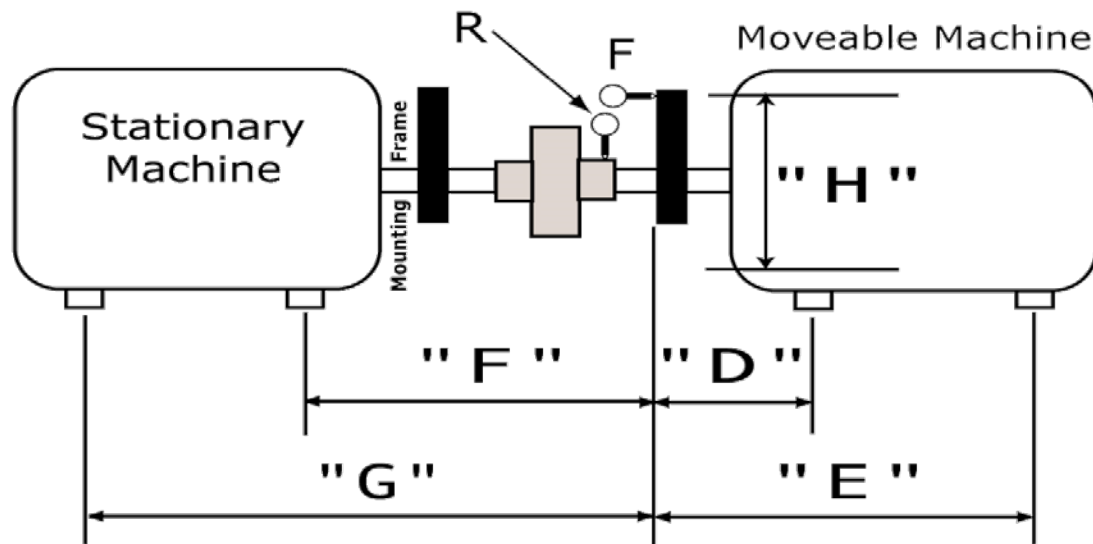 R
F
Moveable Machine
Stationary
Machine
Frame
Mounting
" H "
" F "
" D "
" G "
" E "